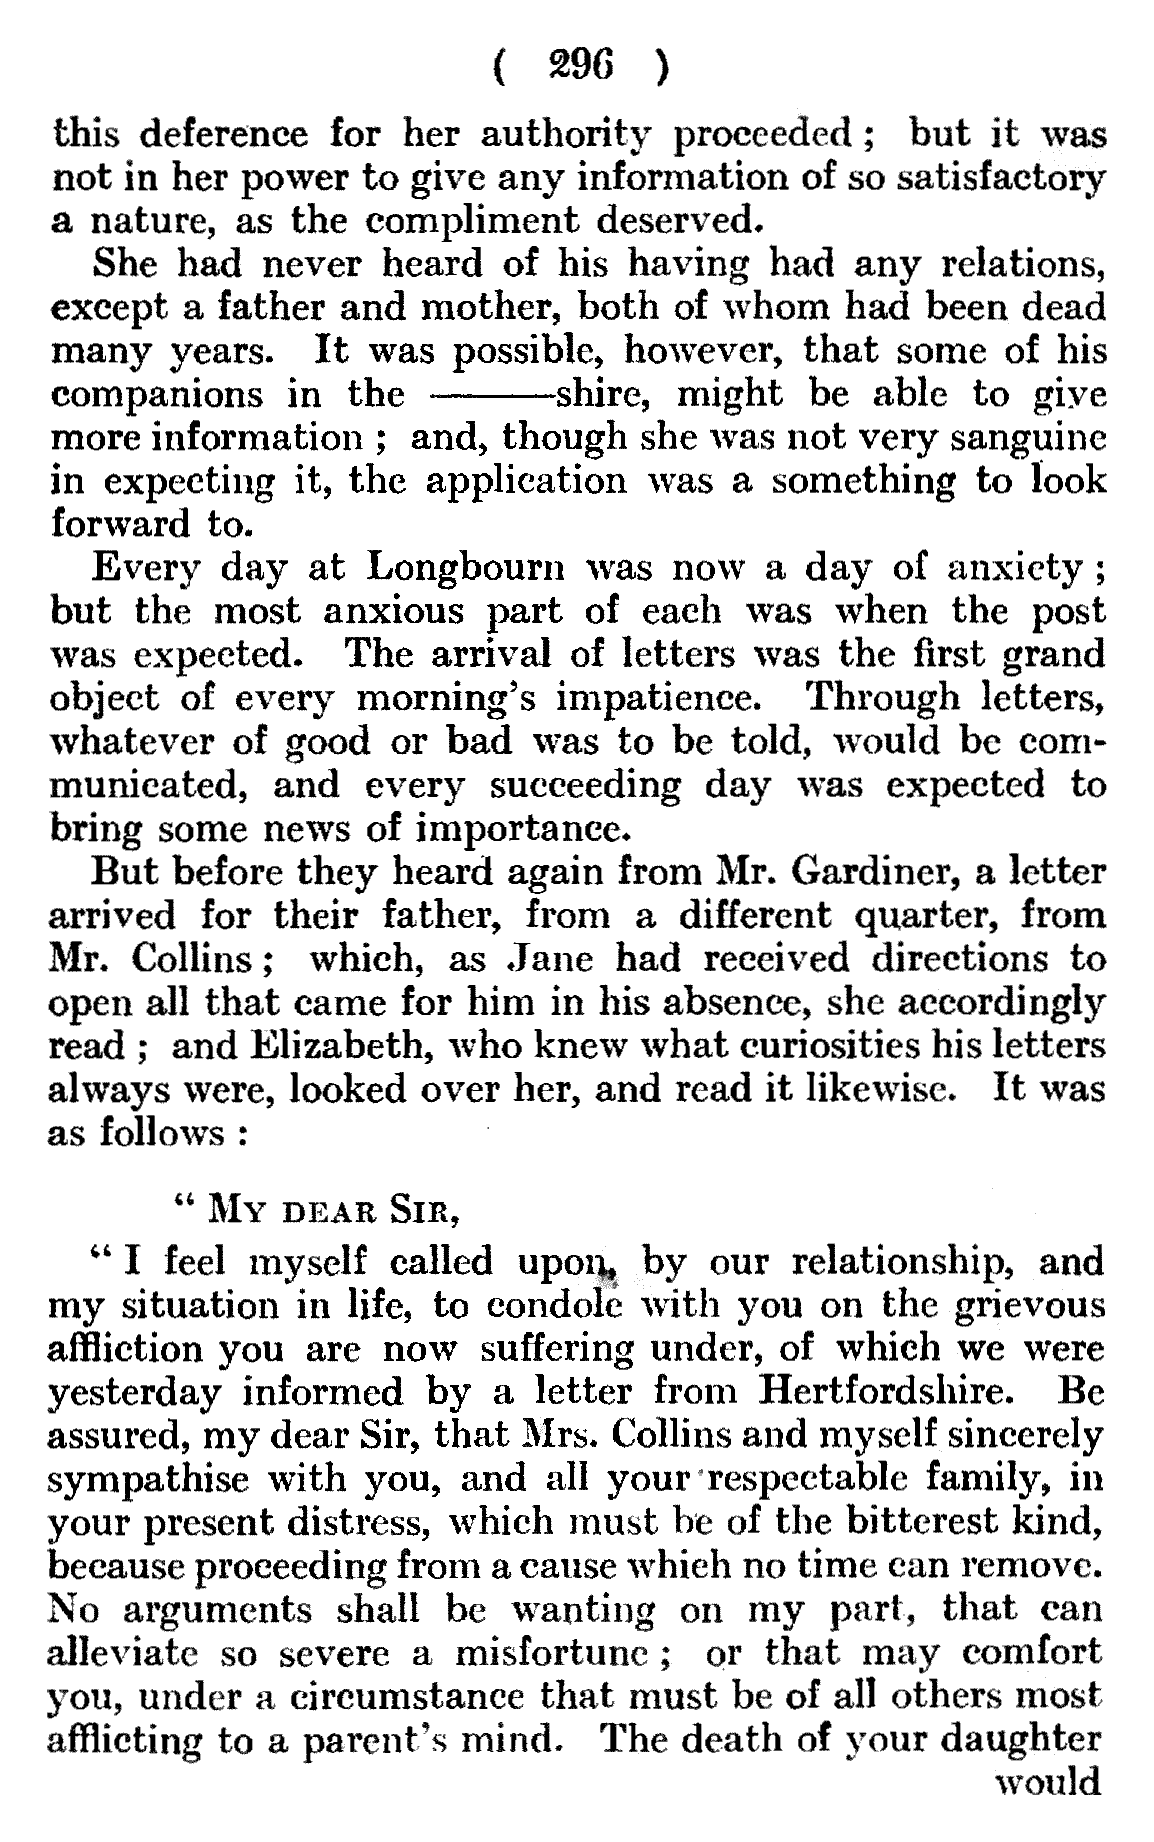 ( 296 )
this deference for her authority proceeded ; but it was
not in her power to give any information of so satisfactory
a nature, as the compliment deserved.
She had never heard of his having had any relations,
except a father and mother, both of whom had been dead
many years. It was possible, however, that some of his
companions in the ———shire, might be able to give
more information ; and, though she was not very sanguine
in expecting it, the application was a something to look
forward to.
Every day at Longbourn was now a day of anxiety ;
but the most anxious part of each was when the post
was expected. The arrival of letters was the first grand
object of every morning's impatience. Through letters,
whatever of good or bad was to be told, would be com-
municated, and every succeeding day was expected to
bring some news of importance.
But before they heard again from Mr. Gardiner, a letter
arrived for their father, from a different quarter, from
Mr. Collins ; which, as Jane had received directions to
open all that came for him in his absence, she accordingly
read ; and Elizabeth, who knew what curiosities his letters
always were, looked over her, and read it likewise. It was
as follows :
“ My dear Sir,
“ I feel myself called upon, by our relationship, and
my situation in life, to condole with you on the grievous
affliction you are now suffering under, of which we were
yesterday informed by a letter from Hertfordshire. Be
assured, my dear Sir, that Mrs. Collins and myself sincerely
sympathise with you, and all your respectable family, in
your present distress, which must be of the bitterest kind,
because proceeding from a cause which no time can remove.
No arguments shall be wanting on my part, that can
alleviate so severe a misfortune ; or that may comfort
you, under a circumstance that must be of all others most
afflicting to a parent's mind. The death of your daughter
would